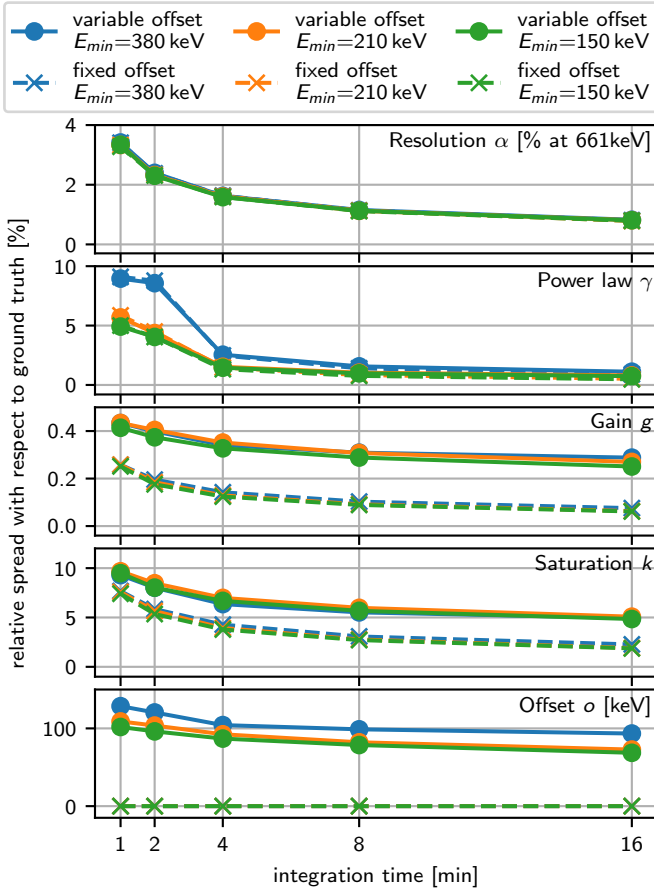 variable offset
E_min=380 keV
variable offset
E_min=210 keV
variable offset
E_min=150 keV
fixed offset
E_min=380 keV
fixed offset
E_min=210 keV
fixed offset
E_min=150 keV
relative spread with respect to ground truth [%]
Resolution α [% at 661keV]
4
2
0
Power law γ
10
5
0
Gain g
0.4
0.2
0.0
Saturation k
10
5
0
Offset o [keV]
100
0
1 2 4 8 16
integration time [min]